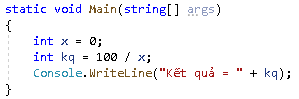 static void Main(string[] args)
{
    int x = 0;
    int kq = 100 / x;
    Console.WriteLine("Kết quả = " + kq);
}